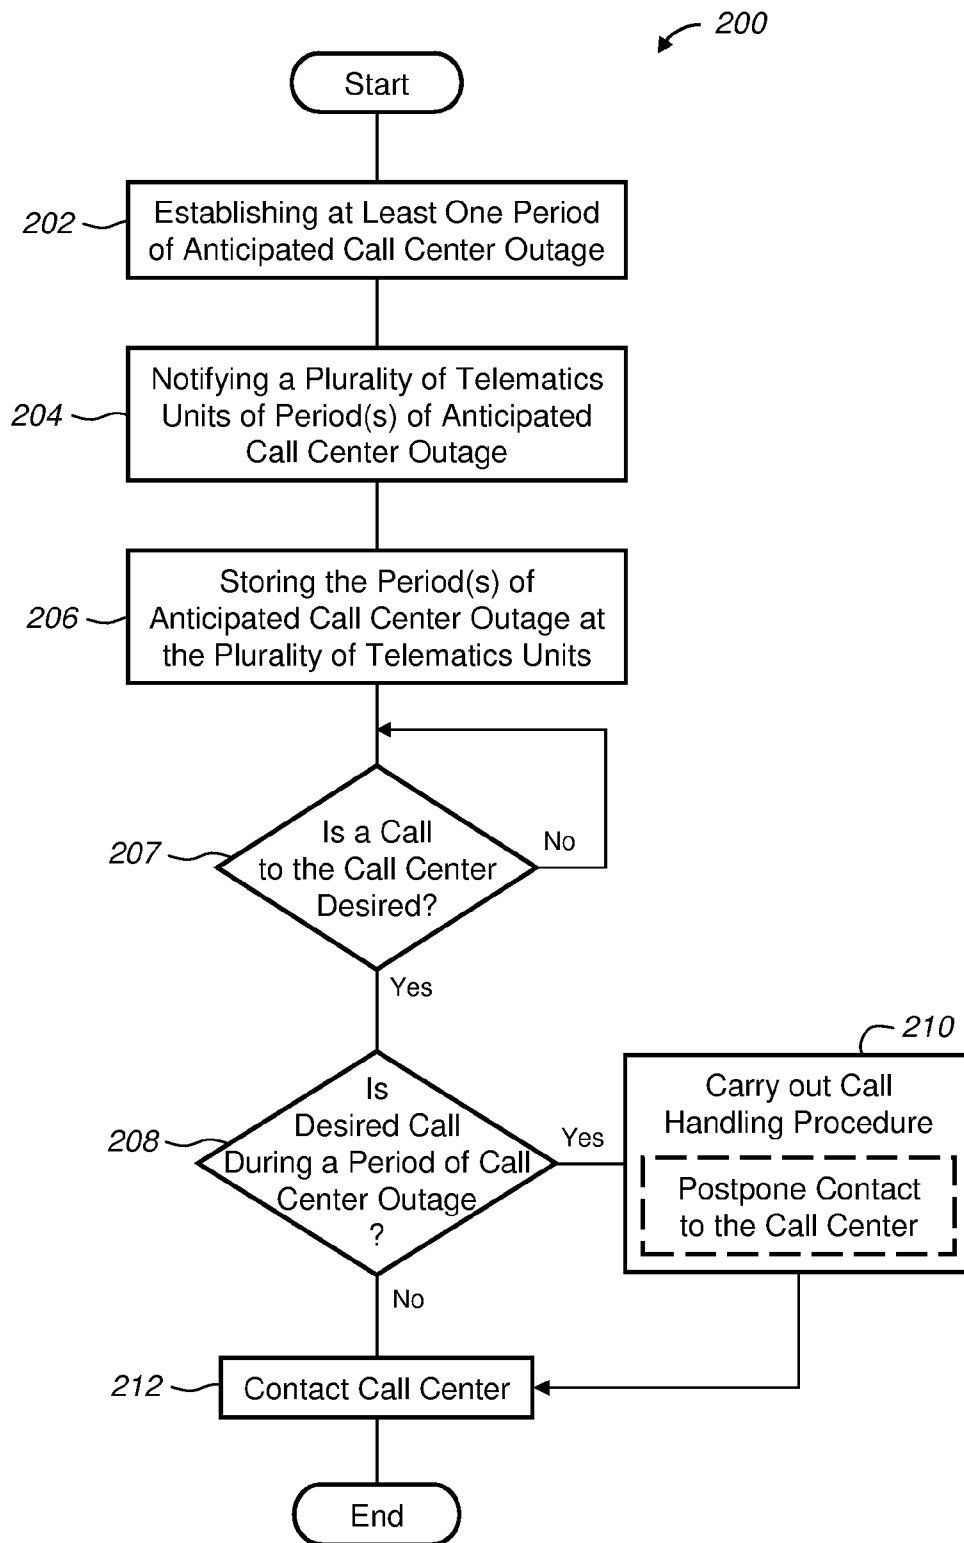 200
Start
202
Establishing at Least One Period
of Anticipated Call Center Outage
204
Notifying a Plurality of Telematics
Units of Period(s) of Anticipated
Call Center Outage
206
Storing the Period(s) of
Anticipated Call Center Outage at
the Plurality of Telematics Units
207
Is a Call
to the Call Center
Desired?
No
Yes
208
Is
Desired Call
During a Period of Call
Center Outage
?
Yes
No
210
Carry out Call
Handling Procedure
Postpone Contact
to the Call Center
212
Contact Call Center
End